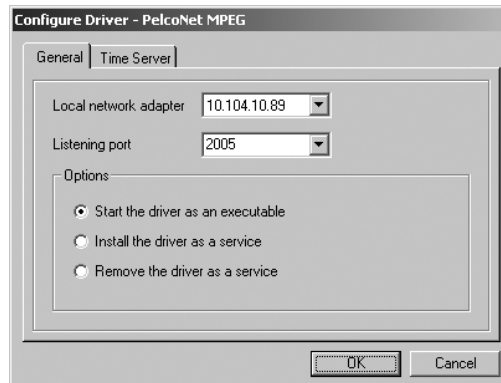 Configure Driver - PelcoNet MPEG
General
Time Server
Local network adapter 10.104.10.89
Listening port 2005
Options
Start the driver as an executable
Install the driver as a service
Remove the driver as a service
OK Cancel